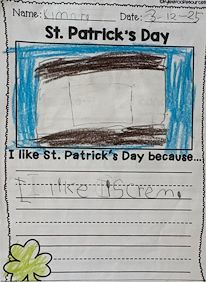 Name: Date: 3-12-25
St. Patrick's Day
I like St. Patrick's Day because...
I like IScrem.